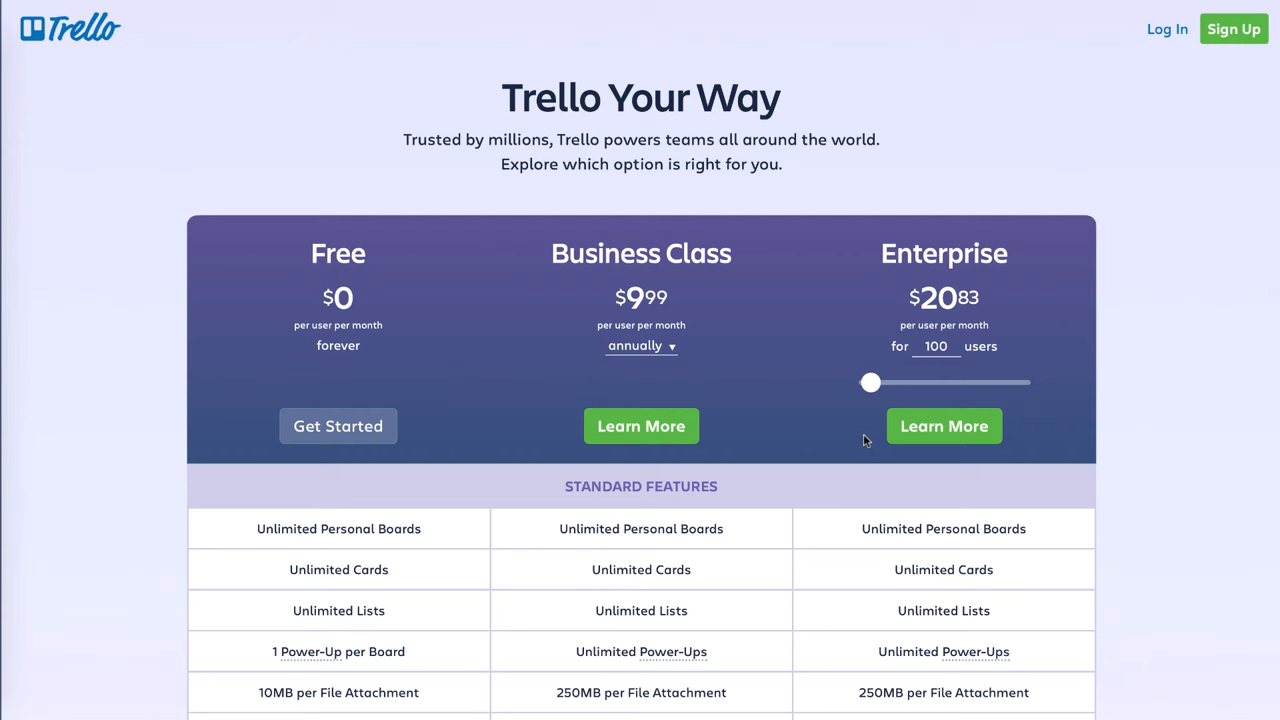 Trello
Log In
Sign Up
Trello Your Way
Trusted by millions, Trello powers teams all around the world.
Explore which option is right for you.
Free
$0
per user per month
forever
Get Started
Business Class
$9.99
per user per month
annually ▼
Learn More
Enterprise
$20.83
per user per month
for 100 users
Learn More
STANDARD FEATURES
Unlimited Personal Boards Unlimited Personal Boards Unlimited Personal Boards
Unlimited Cards Unlimited Cards Unlimited Cards
Unlimited Lists Unlimited Lists Unlimited Lists
1 Power-Up per Board Unlimited Power-Ups Unlimited Power-Ups
10MB per File Attachment 250MB per File Attachment 250MB per File Attachment